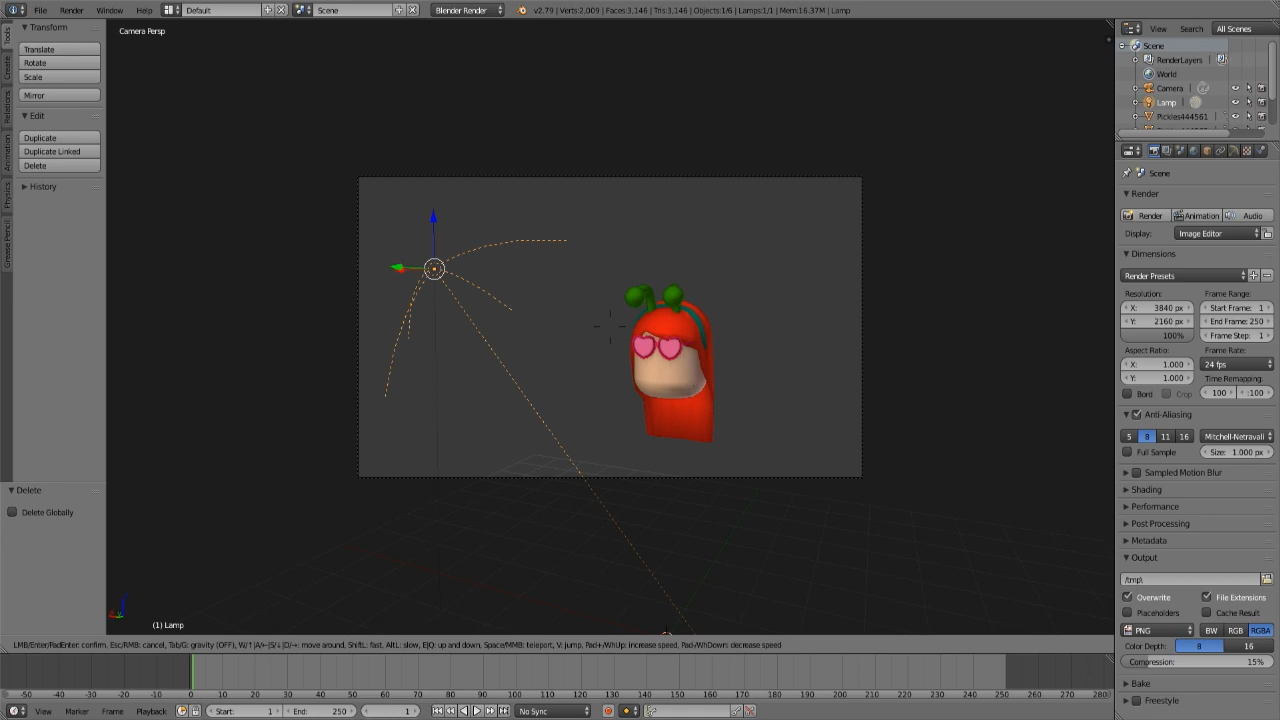 File Render Window Help Default Scene Blender Render v2.79 | Verts:2,009 | Faces:3,146 | Tris:3,146 | Objects:1/6 | Lamps:1/1 | Mem:16.37M | Lamp
Tools
Create
Relations
Animation
Physics
Grease Pencil
Transform
Translate
Rotate
Scale
Mirror
Edit
Duplicate
Duplicate Linked
Delete
History
Delete
Delete Globally
Camera Persp
(1) Lamp
LMB/Enter/PadEnter: confirm, Esc/RMB: cancel, Tab/G: gravity (OFF),
: move around, Shift
: fast, Alt
: slow,
: up and down, Space/MMB: teleport, V: jump, Pad+/WhUp: increase speed, Pad-/WhDown: decrease speed
-50 -40 -30 -20 -10 0 10 20 30 40 50 60 70 80 90 100 110 120 130 140 150 160 170 180 190 200 210 220 230 240 250 260 270 280
View Marker Frame Playback Start: 1 End: 250 1 No Sync
View Search All Scenes
Scene
RenderLayers
World
Camera
Lamp
Pickles444561
Scene
Render
Render Animation Audio
Display: Image Editor
Dimensions
Render Presets
Resolution: Frame Range:
X: 3840 px Start Frame: 1
Y: 2160 px End Frame: 250
100% Frame Step: 1
Aspect Ratio: Frame Rate:
X: 1.000 24 fps
Y: 1.000 Time Remapping:
Bord Crop 100 :100
Anti-Aliasing
5 8 11 16 Mitchell-Netravali
Full Sample Size: 1.000 px
Sampled Motion Blur
Shading
Performance
Post Processing
Metadata
Output
/tmp\
Overwrite File Extensions
Placeholders Cache Result
PNG BW RGB RGBA
Color Depth: 8 16
Compression: 15%
Bake
Freestyle